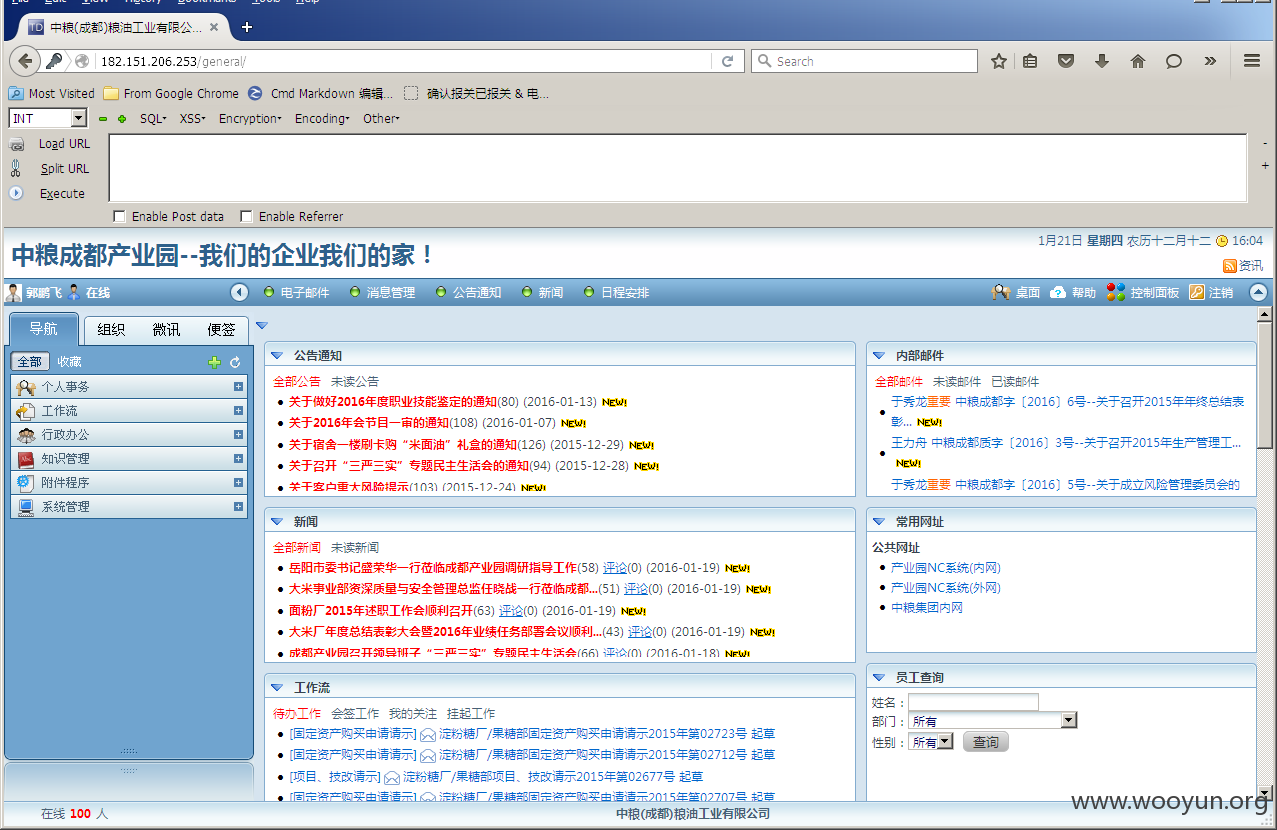 File Edit View History Bookmarks Tools Help
TD 中粮(成都)粮油工业有限公...
182.151.206.253/general/
Search
Most Visited From Google Chrome Cmd Markdown 编辑... 确认报关已报关 & 电...
INT SQL XSS Encryption Encoding Other
Load URL
Split URL
Execute
Enable Post data Enable Referrer
中粮成都产业园--我们的企业我们的家！
1月21日 星期四 农历十二月十二 16:04
资讯
郭鹏飞 在线 电子邮件 消息管理 公告通知 新闻 日程安排 桌面 帮助 控制面板 注销
导航 组织 微讯 便签
全部 收藏
个人事务
工作流
行政办公
知识管理
附件程序
系统管理
公告通知
全部公告 未读公告
关于做好2016年度职业技能鉴定的通知(80) (2016-01-13) NEW!
关于2016年会节目一审的通知(108) (2016-01-07) NEW!
关于宿舍一楼刷卡购“米面油”礼盒的通知(126) (2015-12-29) NEW!
关于召开“三严三实”专题民主生活会的通知(94) (2015-12-28) NEW!
关于客户重大风险提示(103) (2015-12-24) NEW!
内部邮件
全部邮件 未读邮件 已读邮件
于秀龙重要 中粮成都字〔2016〕6号--关于召开2015年年终总结表
彰... NEW!
王力舟 中粮成都质字〔2016〕3号--关于召开2015年生产管理工...
NEW!
于秀龙重要 中粮成都字〔2016〕5号--关于成立风险管理委员会的
新闻
全部新闻 未读新闻
岳阳市委书记盛荣华一行莅临成都产业园调研指导工作(58) 评论(0) (2016-01-19) NEW!
大米事业部资深质量与安全管理总监任晓战一行莅临成都...(51) 评论(0) (2016-01-19) NEW!
面粉厂2015年述职工作会顺利召开(63) 评论(0) (2016-01-19) NEW!
大米厂年度总结表彰大会暨2016年业绩任务部署会议顺利...(43) 评论(0) (2016-01-19) NEW!
成都产业园召开领导班子“三严三实”专题民主生活会(66) 评论(0) (2016-01-18) NEW!
常用网址
公共网址
产业园NC系统(内网)
产业园NC系统(外网)
中粮集团内网
工作流
待办工作 会签工作 我的关注 挂起工作
[固定资产购买申请请示] 淀粉糖厂/果糖部固定资产购买申请请示2015年第02723号 起草
[固定资产购买申请请示] 淀粉糖厂/果糖部固定资产购买申请请示2015年第02712号 起草
[项目、技改请示] 淀粉糖厂/果糖部项目、技改请示2015年第02677号 起草
[固定资产购买申请请示] 淀粉糖厂/果糖部固定资产购买申请请示2015年第02707号 起草
员工查询
姓名：
部门： 所有
性别： 所有 查询
在线 100 人
中粮(成都)粮油工业有限公司
www.wooyun.org